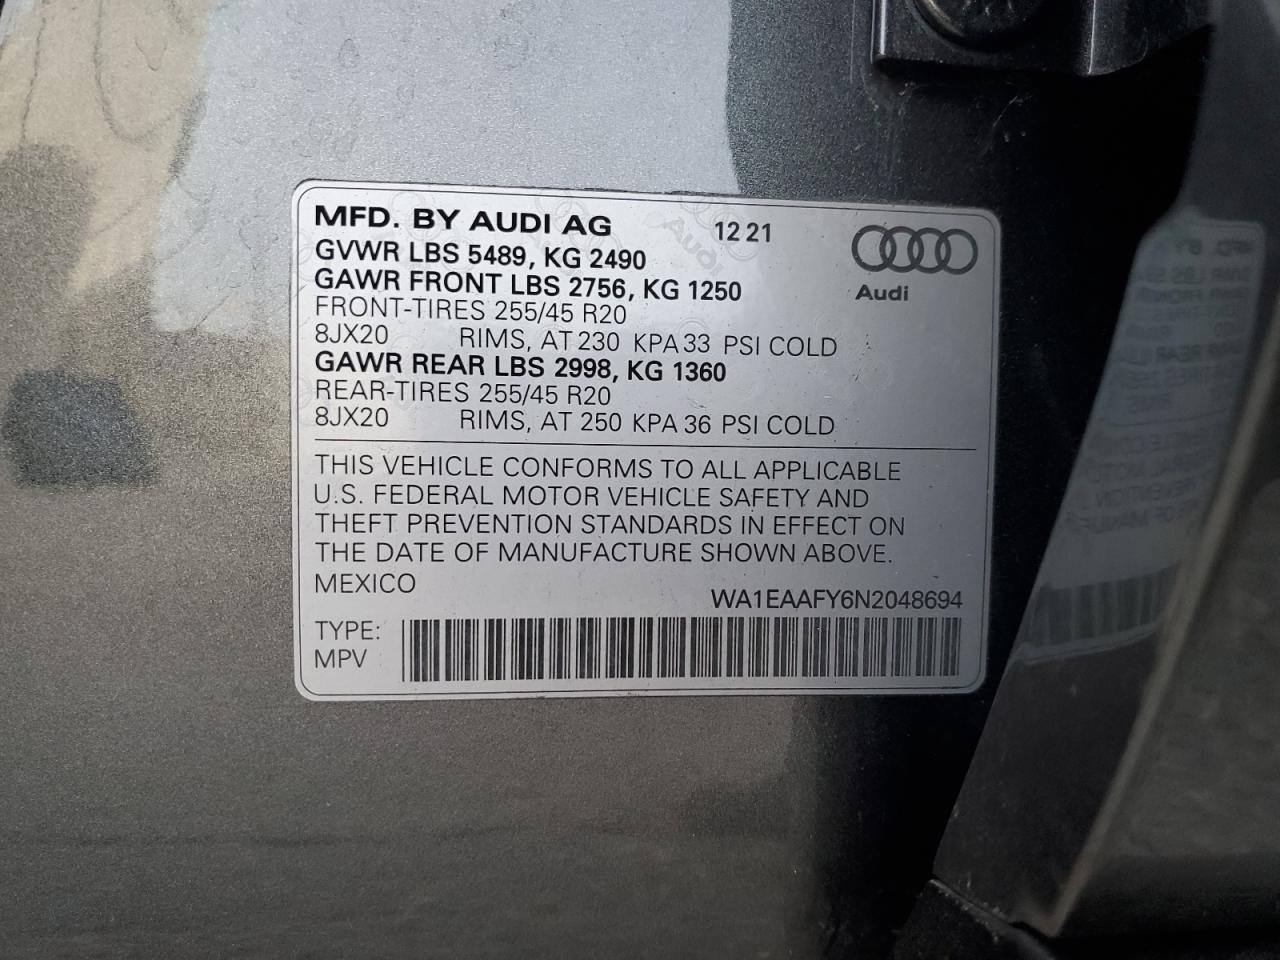 MFD. BY AUDI AG 12 21
GVWR LBS 5489, KG 2490
GAWR FRONT LBS 2756, KG 1250
Audi
FRONT-TIRES 255/45 R20
8JX20 RIMS, AT 230 KPA 33 PSI COLD
GAWR REAR LBS 2998, KG 1360
REAR-TIRES 255/45 R20
8JX20 RIMS, AT 250 KPA 36 PSI COLD
THIS VEHICLE CONFORMS TO ALL APPLICABLE
U.S. FEDERAL MOTOR VEHICLE SAFETY AND
THEFT PREVENTION STANDARDS IN EFFECT ON
THE DATE OF MANUFACTURE SHOWN ABOVE.
MEXICO
WA1EAAFY6N2048694
TYPE:
MPV